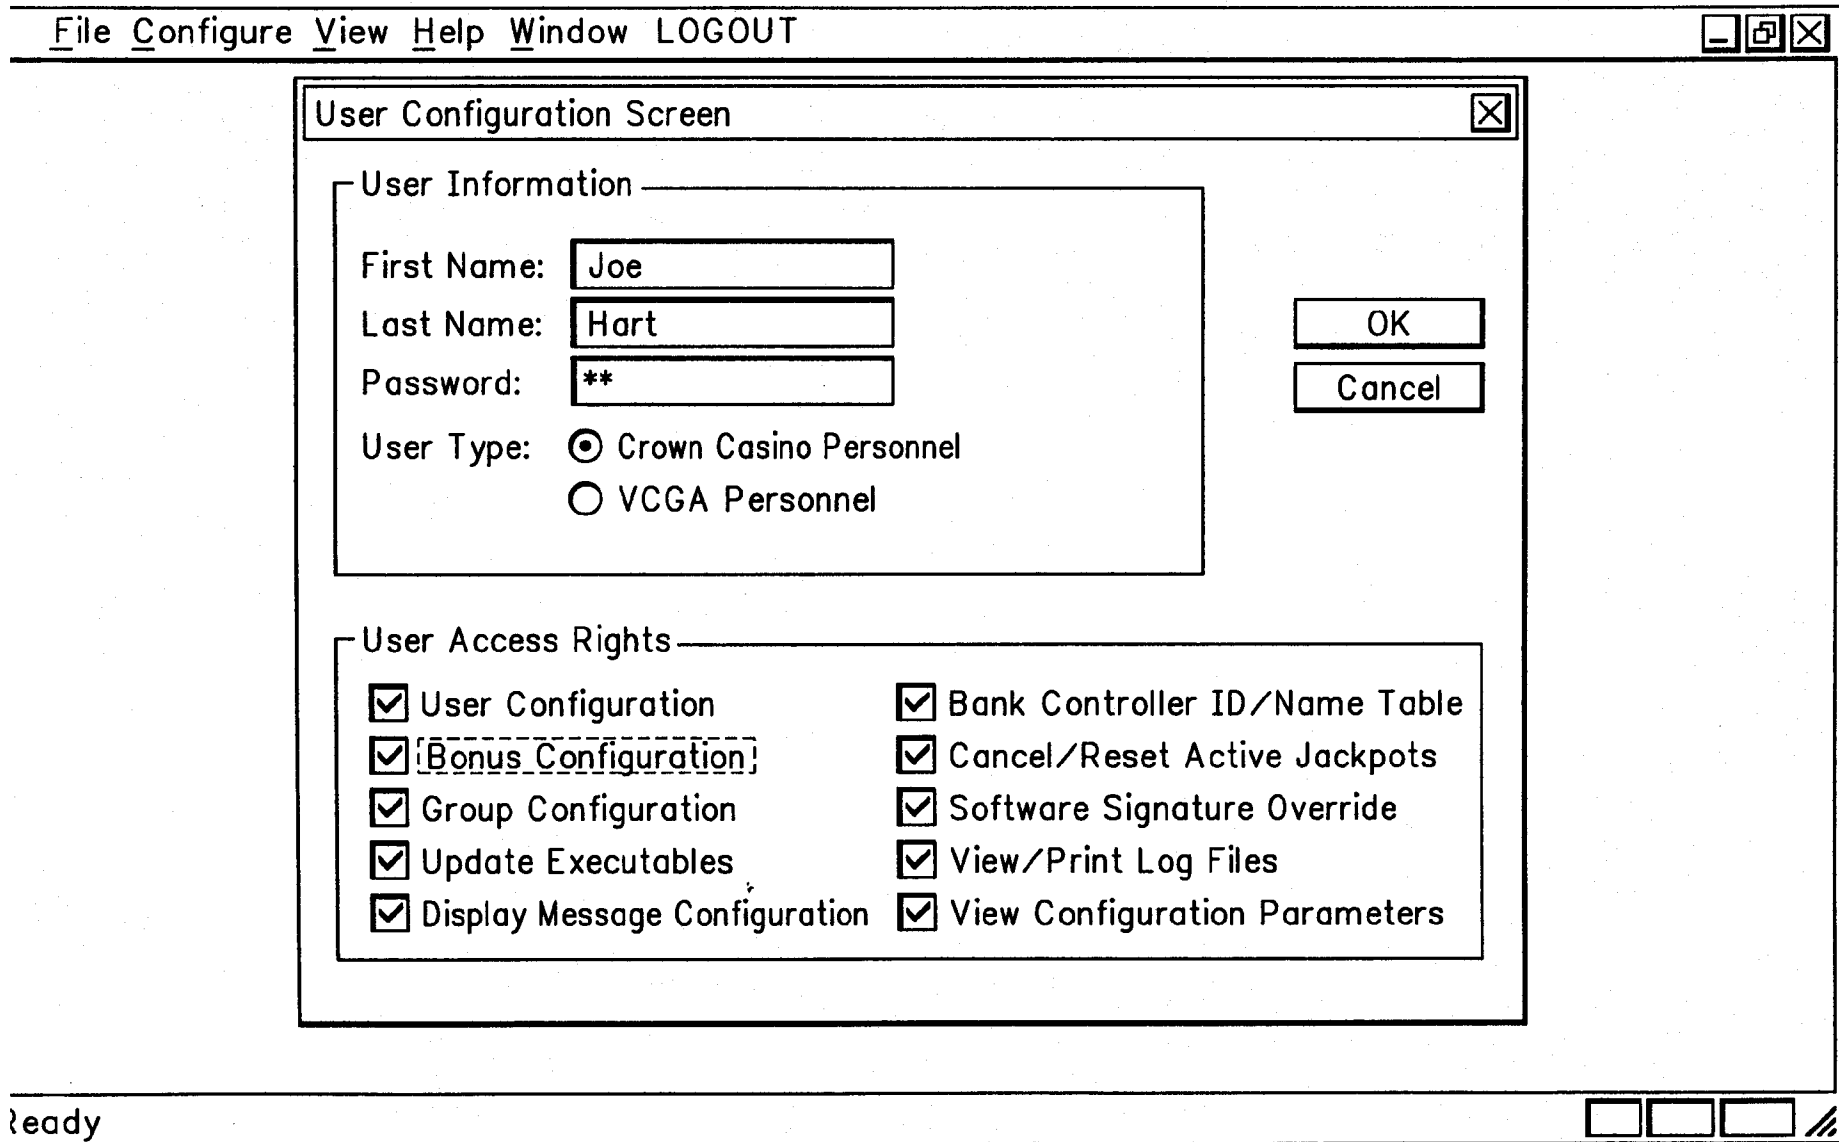 File Configure View Help Window LOGOUT
User Configuration Screen
User Information
First Name: Joe
Last Name: Hart
Password: **
User Type: Crown Casino Personnel
VCGA Personnel
OK
Cancel
User Access Rights
User Configuration
Bonus Configuration
Group Configuration
Update Executables
Display Message Configuration
Bank Controller ID/Name Table
Cancel/Reset Active Jackpots
Software Signature Override
View/Print Log Files
View Configuration Parameters
Ready